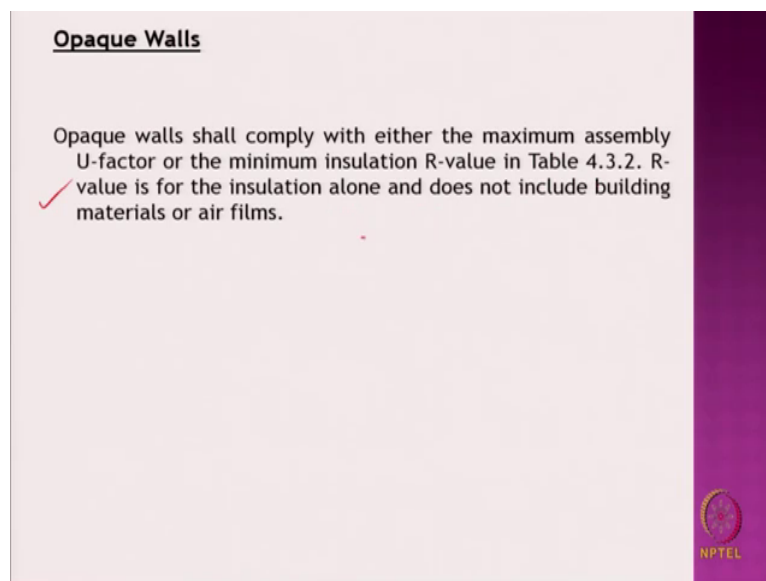 Opaque Walls
Opaque walls shall comply with either the maximum assembly
U-factor or the minimum insulation R-value in Table 4.3.2. R-
value is for the insulation alone and does not include building
materials or air films.
NPTEL